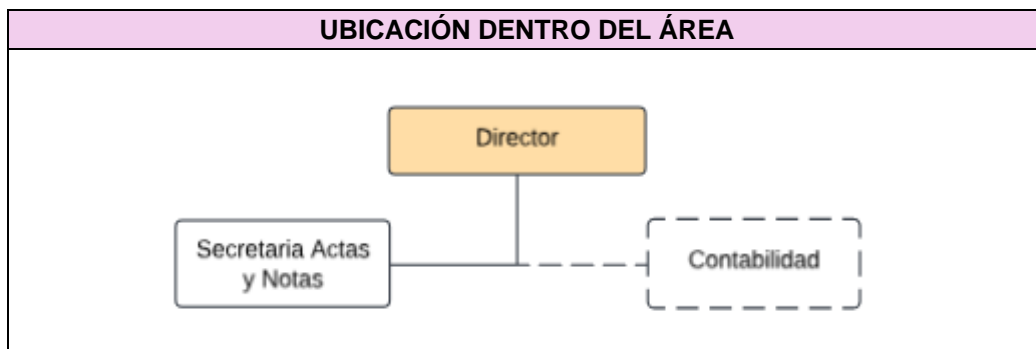 UBICACIÓN DENTRO DEL ÁREA
Director
Secretaria Actas
y Notas
Contabilidad